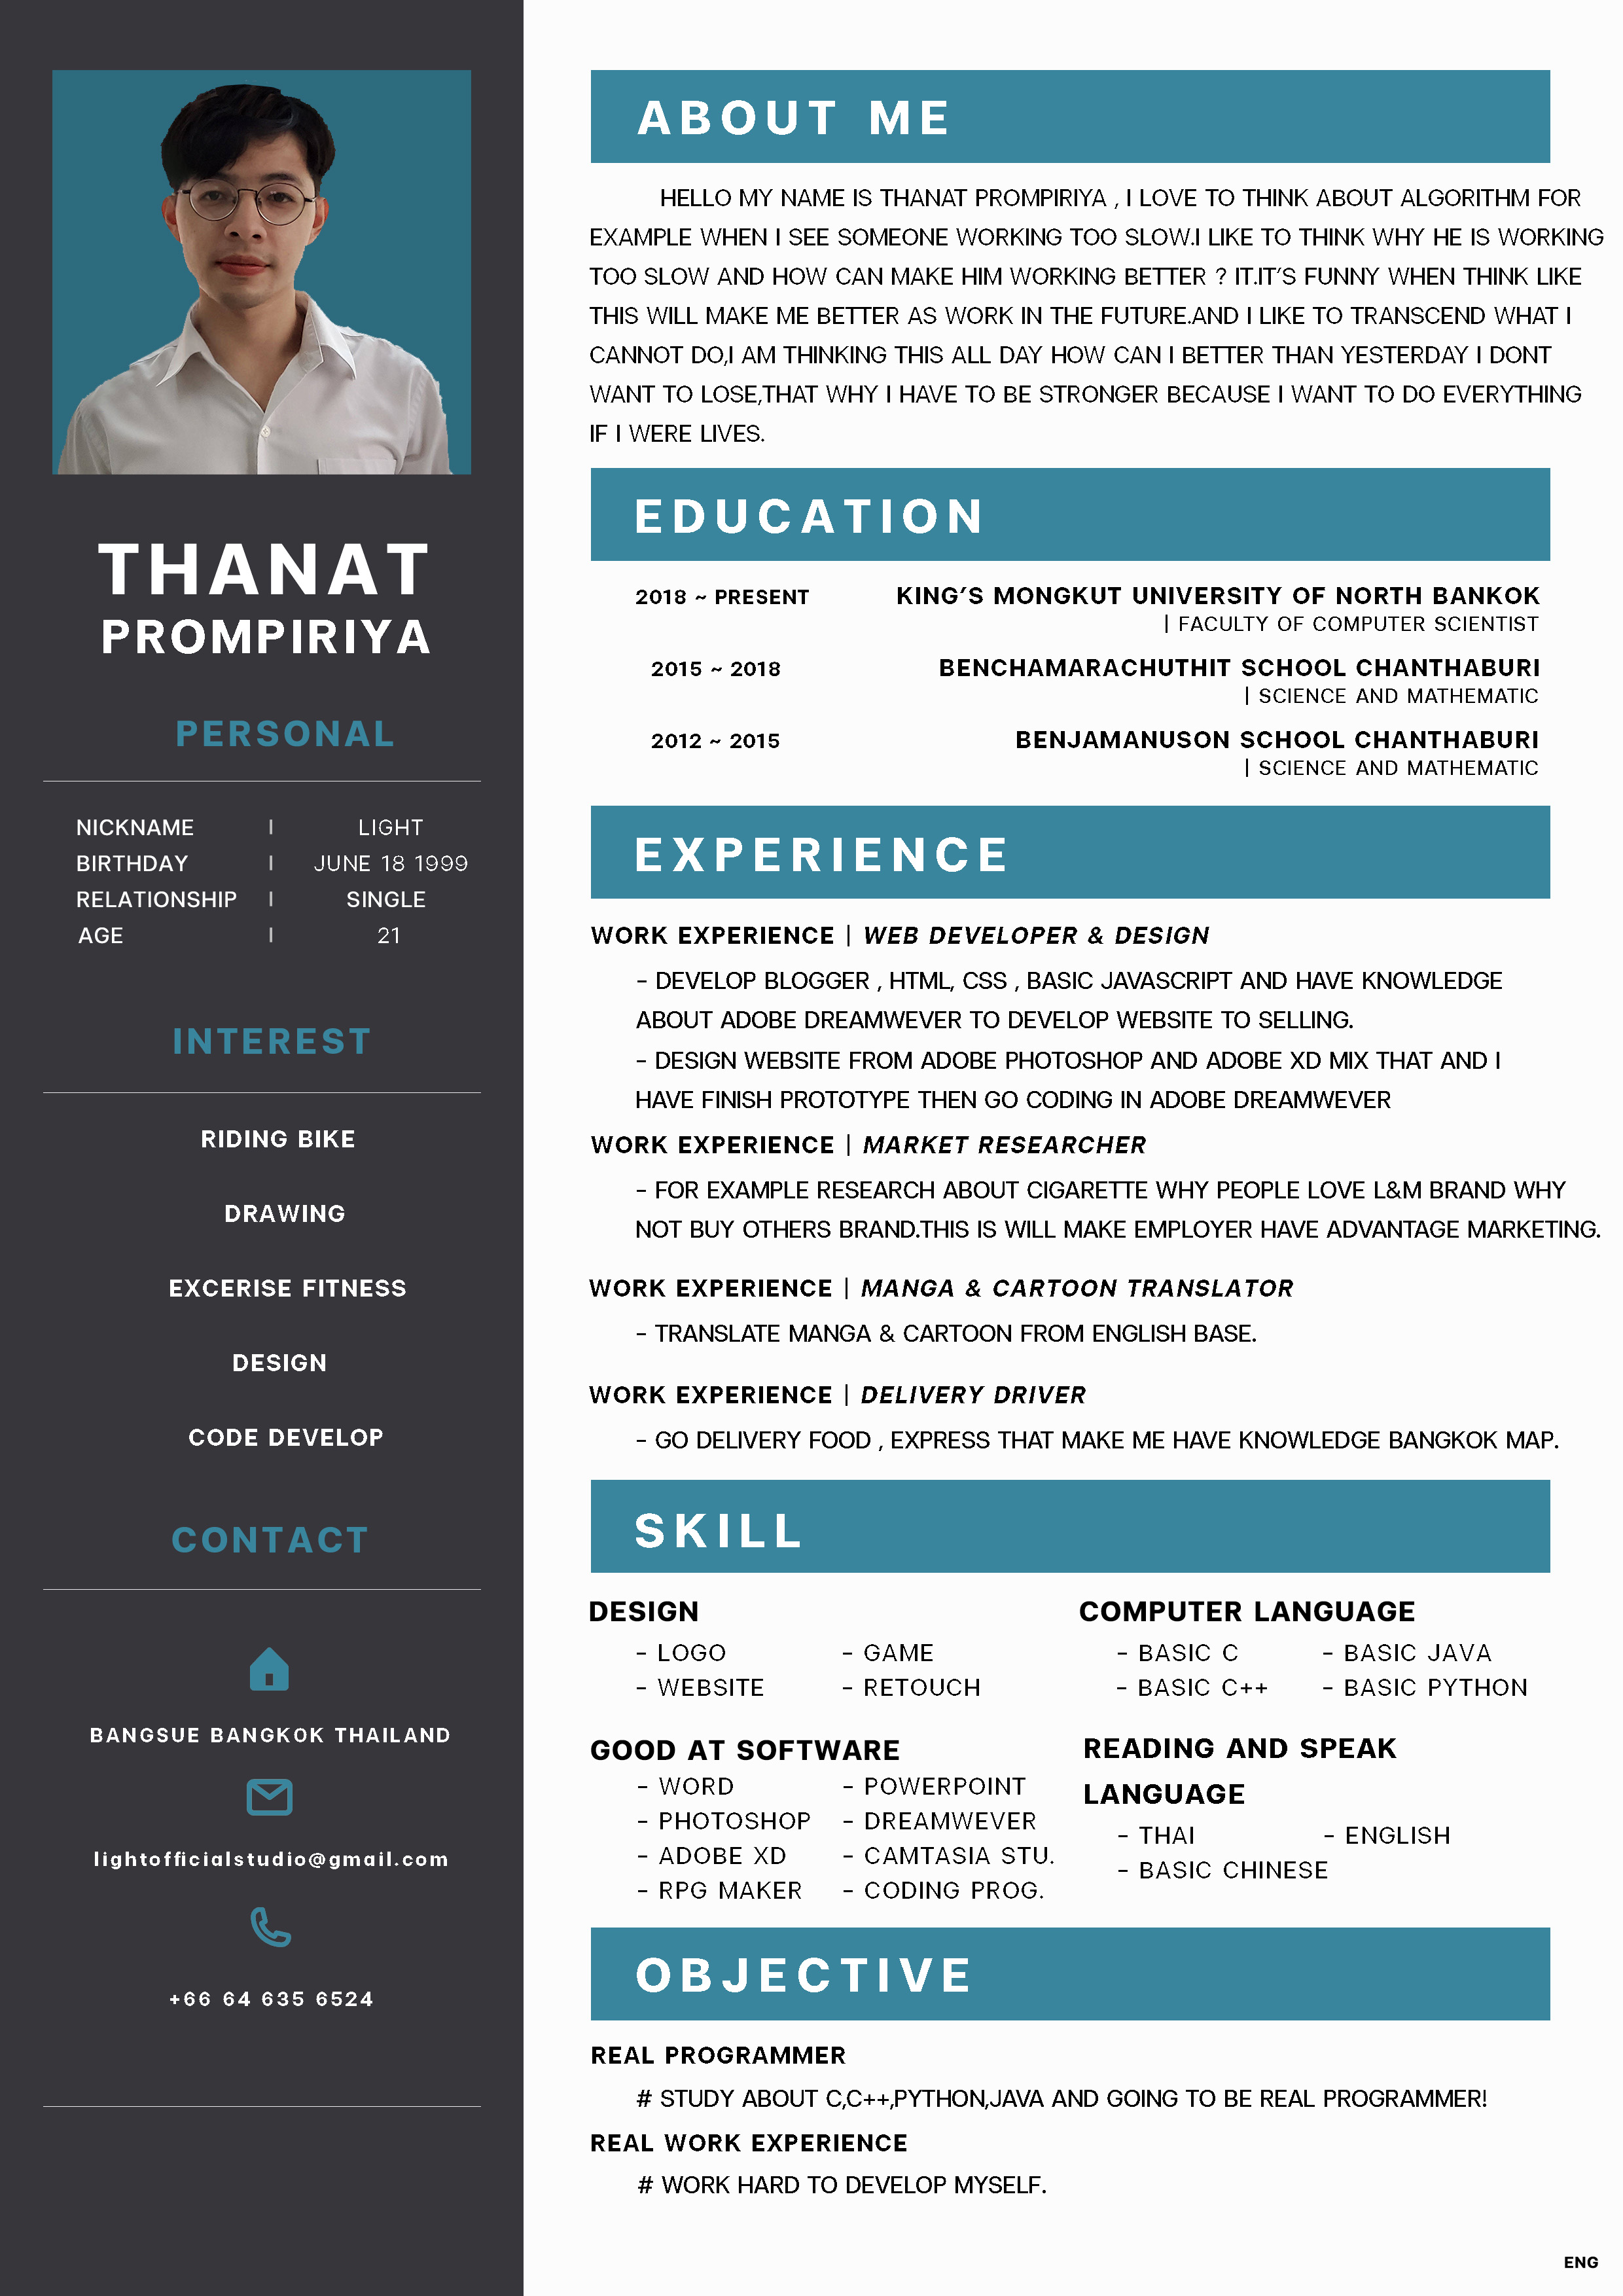 THANAT
PROMPIRIYA
PERSONAL
NICKNAME | LIGHT
BIRTHDAY | JUNE 18 1999
RELATIONSHIP | SINGLE
AGE | 21
INTEREST
RIDING BIKE
DRAWING
EXCERISE FITNESS
DESIGN
CODE DEVELOP
CONTACT
BANGSUE BANGKOK THAILAND
lightofficialstudio@gmail.com
+66 64 635 6524
ABOUT ME
HELLO MY NAME IS THANAT PROMPIRIYA , I LOVE TO THINK ABOUT ALGORITHM FOR
EXAMPLE WHEN I SEE SOMEONE WORKING TOO SLOW.I LIKE TO THINK WHY HE IS WORKING
TOO SLOW AND HOW CAN MAKE HIM WORKING BETTER ? IT.IT'S FUNNY WHEN THINK LIKE
THIS WILL MAKE ME BETTER AS WORK IN THE FUTURE.AND I LIKE TO TRANSCEND WHAT I
CANNOT DO,I AM THINKING THIS ALL DAY HOW CAN I BETTER THAN YESTERDAY I DONT
WANT TO LOSE,THAT WHY I HAVE TO BE STRONGER BECAUSE I WANT TO DO EVERYTHING
IF I WERE LIVES.
EDUCATION
2018 ~ PRESENT KING'S MONGKUT UNIVERSITY OF NORTH BANKOK
| FACULTY OF COMPUTER SCIENTIST
2015 ~ 2018 BENCHAMARACHUTHIT SCHOOL CHANTHABURI
| SCIENCE AND MATHEMATIC
2012 ~ 2015 BENJAMANUSON SCHOOL CHANTHABURI
| SCIENCE AND MATHEMATIC
EXPERIENCE
WORK EXPERIENCE | WEB DEVELOPER & DESIGN
- DEVELOP BLOGGER , HTML, CSS , BASIC JAVASCRIPT AND HAVE KNOWLEDGE
ABOUT ADOBE DREAMWEVER TO DEVELOP WEBSITE TO SELLING.
- DESIGN WEBSITE FROM ADOBE PHOTOSHOP AND ADOBE XD MIX THAT AND I
HAVE FINISH PROTOTYPE THEN GO CODING IN ADOBE DREAMWEVER
WORK EXPERIENCE | MARKET RESEARCHER
- FOR EXAMPLE RESEARCH ABOUT CIGARETTE WHY PEOPLE LOVE L&M BRAND WHY
NOT BUY OTHERS BRAND.THIS IS WILL MAKE EMPLOYER HAVE ADVANTAGE MARKETING.
WORK EXPERIENCE | MANGA & CARTOON TRANSLATOR
- TRANSLATE MANGA & CARTOON FROM ENGLISH BASE.
WORK EXPERIENCE | DELIVERY DRIVER
- GO DELIVERY FOOD , EXPRESS THAT MAKE ME HAVE KNOWLEDGE BANGKOK MAP.
SKILL
DESIGN
- LOGO - GAME
- WEBSITE - RETOUCH
COMPUTER LANGUAGE
- BASIC C - BASIC JAVA
- BASIC C++ - BASIC PYTHON
GOOD AT SOFTWARE
- WORD - POWERPOINT
- PHOTOSHOP - DREAMWEVER
- ADOBE XD - CAMTASIA STU.
- RPG MAKER - CODING PROG.
READING AND SPEAK
LANGUAGE
- THAI - ENGLISH
- BASIC CHINESE
OBJECTIVE
REAL PROGRAMMER
# STUDY ABOUT C,C++,PYTHON,JAVA AND GOING TO BE REAL PROGRAMMER!
REAL WORK EXPERIENCE
# WORK HARD TO DEVELOP MYSELF.
ENG